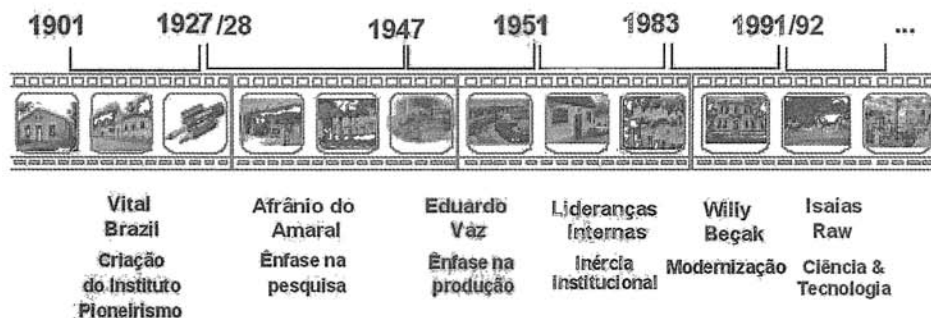 1901
1927/28
1947
1951
1983
1991/92
...
Vital
Brazil
Criação
do Instituto
Pioneirismo
Afrânio do
Amaral
Ênfase na
pesquisa
Eduardo
Vaz
Ênfase na
produção
Lideranças
Internas
Inércia
Institucional
Willy
Beçak
Modernização
Isaias
Raw
Ciência &
Tecnologia